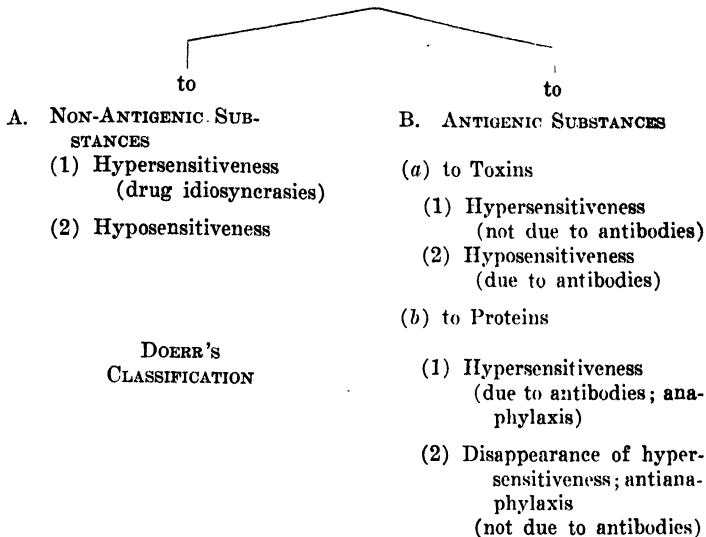 to
A. NON-ANTIGENIC SUB-
STANCES
(1) Hypersensitiveness
(drug idiosyncrasies)
(2) Hyposensitiveness
DOERR'S
CLASSIFICATION
to
B. ANTIGENIC SUBSTANCES
(a) to Toxins
(1) Hypersensitiveness
(not due to antibodies)
(2) Hyposensitiveness
(due to antibodies)
(b) to Proteins
(1) Hypersensitiveness
(due to antibodies; ana-
phylaxis)
(2) Disappearance of hyper-
sensitiveness; antiana-
phylaxis
(not due to antibodies)